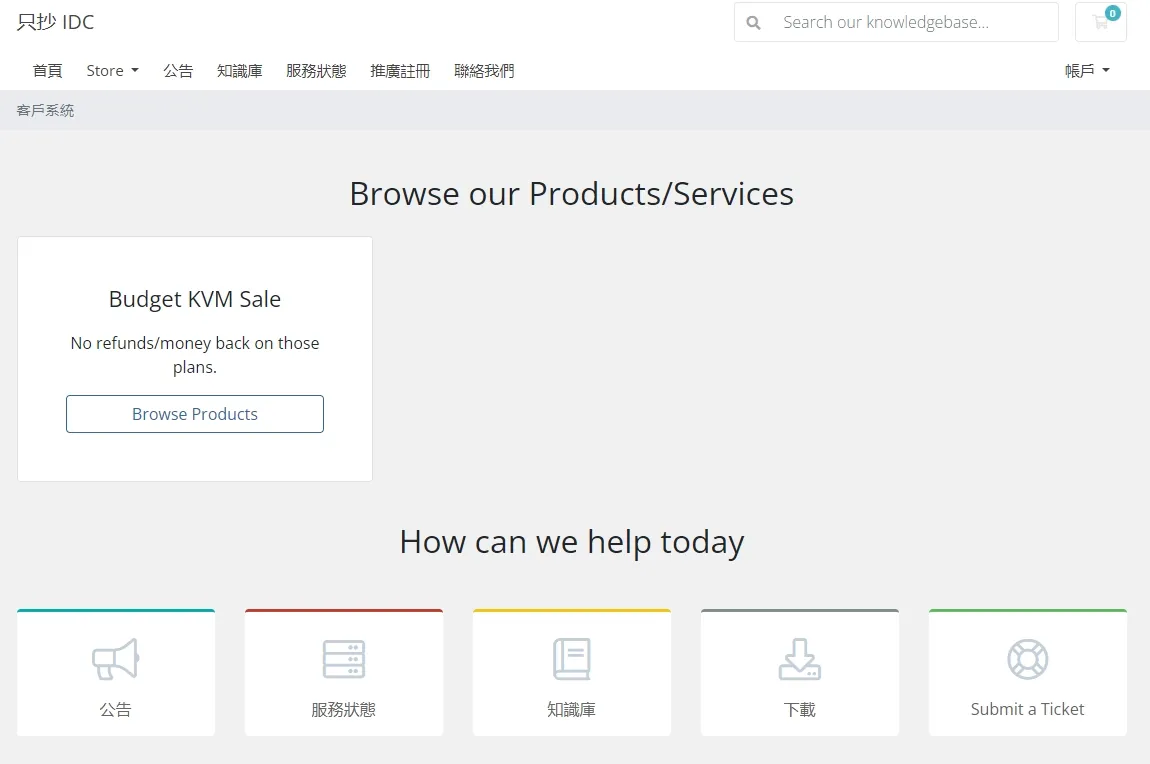 只抄 IDC
Search our knowledgebase...
0
首頁 Store 公告 知識庫 服務狀態 推廣註冊 聯絡我們 帳戶
客戶系統
Browse our Products/Services
Budget KVM Sale
No refunds/money back on those
plans.
Browse Products
How can we help today
公告
服務狀態
知識庫
下載
Submit a Ticket